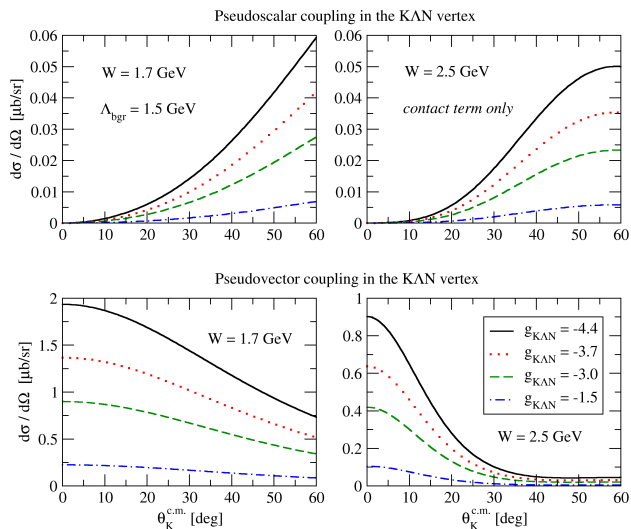 Pseudoscalar coupling in the KΛN vertex
dσ / dΩ [μb/sr]
0.06
0.05
0.04
0.03
0.02
0.01
0
W = 1.7 GeV
Λbgr = 1.5 GeV
0 10 20 30 40 50 60
0.06
0.05
0.04
0.03
0.02
0.01
0
W = 2.5 GeV
contact term only
0 10 20 30 40 50 60
Pseudovector coupling in the KΛN vertex
dσ / dΩ [μb/sr]
2
1.5
1
0.5
0
W = 1.7 GeV
0 10 20 30 40 50 60
θK c.m. [deg]
1
0.8
0.6
0.4
0.2
0
gKΛN = -4.4
gKΛN = -3.7
gKΛN = -3.0
gKΛN = -1.5
W = 2.5 GeV
0 10 20 30 40 50 60
θK c.m. [deg]